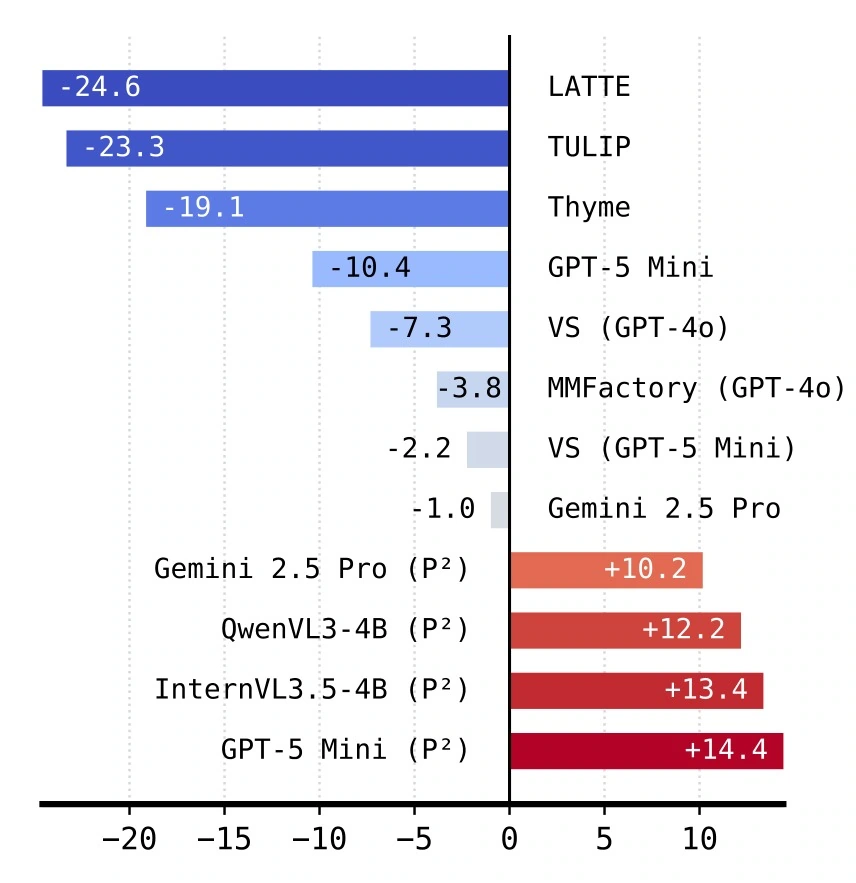 -24.6 LATTE
-23.3 TULIP
-19.1 Thyme
-10.4 GPT-5 Mini
-7.3 VS (GPT-4o)
-3.8 MMFactory (GPT-4o)
-2.2 VS (GPT-5 Mini)
-1.0 Gemini 2.5 Pro
Gemini 2.5 Pro (P²) +10.2
QwenVL3-4B (P²) +12.2
InternVL3.5-4B (P²) +13.4
GPT-5 Mini (P²) +14.4
−20 −15 −10 −5 0 5 10